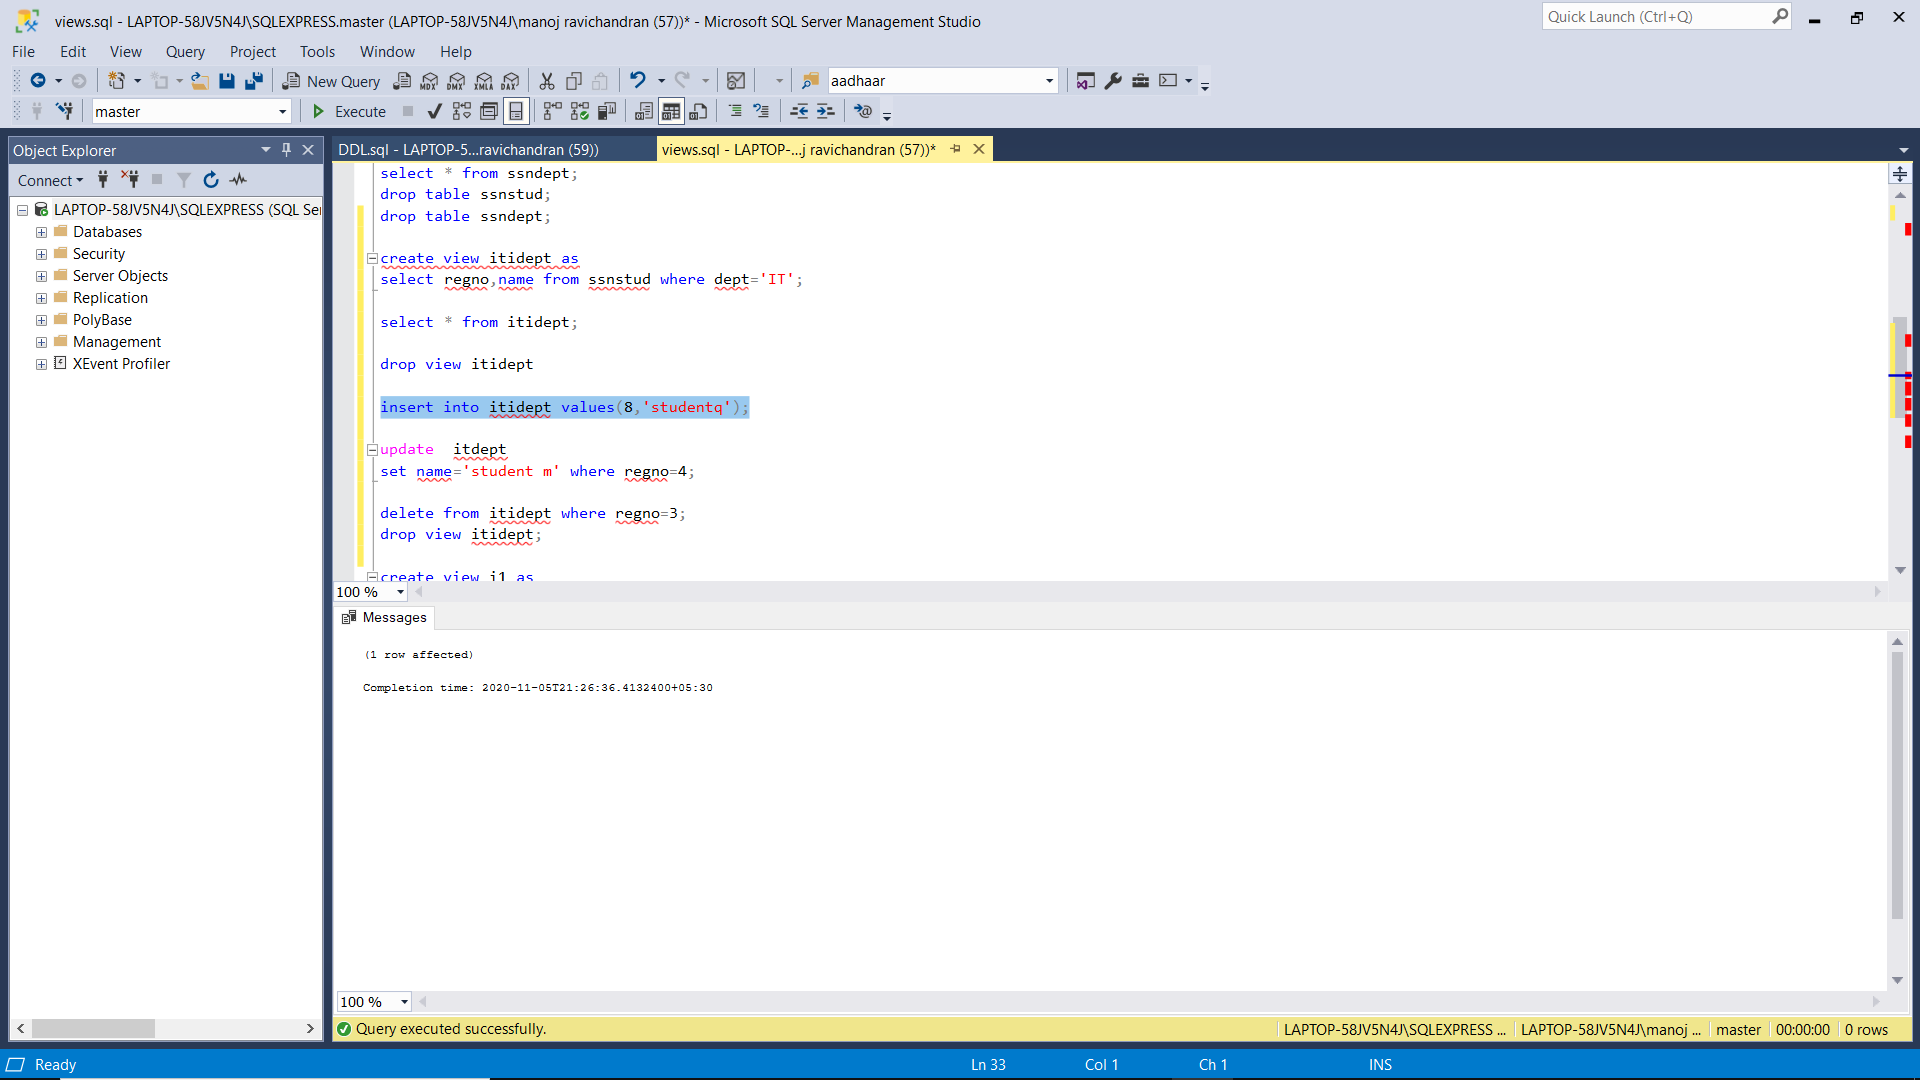 views.sql - LAPTOP-58JV5N4J\SQLEXPRESS.master (LAPTOP-58JV5N4J\manoj ravichandran (57))* - Microsoft SQL Server Management Studio
Quick Launch (Ctrl+Q)
File Edit View Query Project Tools Window Help
New Query MDX DMX XMLA DAX aadhaar
master Execute
Object Explorer
DDL.sql - LAPTOP-5...ravichandran (59))
views.sql - LAPTOP-...j ravichandran (57))*
Connect
LAPTOP-58JV5N4J\SQLEXPRESS (SQL Ser
Databases
Security
Server Objects
Replication
PolyBase
Management
XEvent Profiler
select * from ssndept;
drop table ssnstud;
drop table ssndept;
create view itidept as
select regno,name from ssnstud where dept='IT';
select * from itidept;
drop view itidept
insert into itidept values(8,'studentq');
update  itdept
set name='student m' where regno=4;
delete from itidept where regno=3;
drop view itidept;
create view i1 as
100 %
Messages
(1 row affected)
Completion time: 2020-11-05T21:26:36.4132400+05:30
100 %
Query executed successfully.
LAPTOP-58JV5N4J\SQLEXPRESS ... LAPTOP-58JV5N4J\manoj ... master 00:00:00 0 rows
Ready Ln 33 Col 1 Ch 1 INS